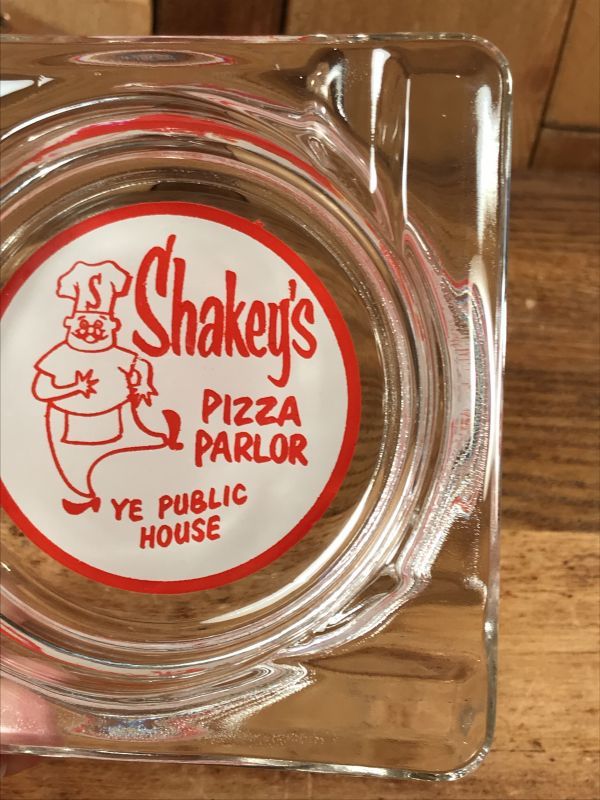 S
Shakey's
PIZZA
PARLOR
YE PUBLIC
HOUSE